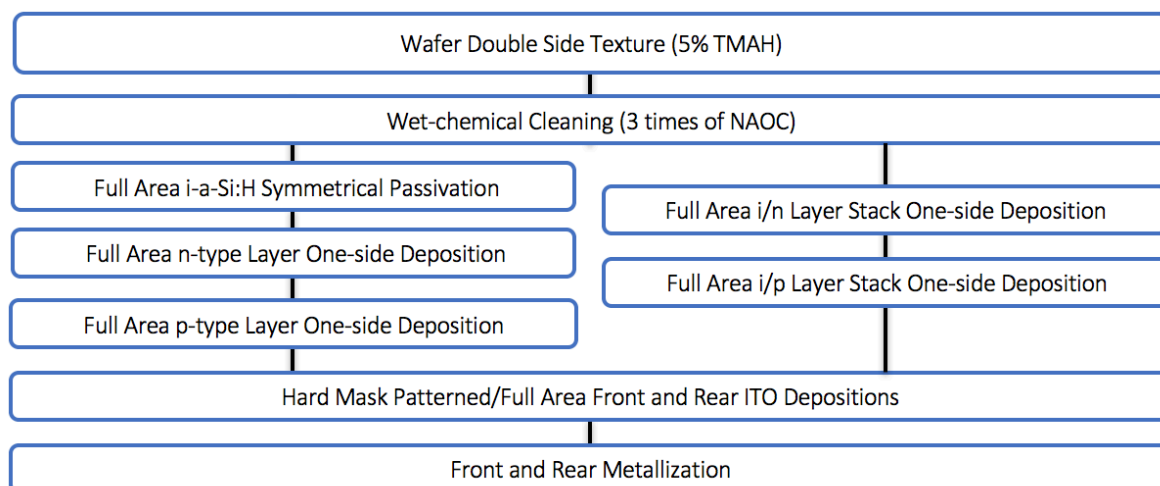 Wafer Double Side Texture (5% TMAH)
Wet-chemical Cleaning (3 times of NAOC)
Full Area i-a-Si:H Symmetrical Passivation
Full Area n-type Layer One-side Deposition
Full Area p-type Layer One-side Deposition
Full Area i/n Layer Stack One-side Deposition
Full Area i/p Layer Stack One-side Deposition
Hard Mask Patterned/Full Area Front and Rear ITO Depositions
Front and Rear Metallization